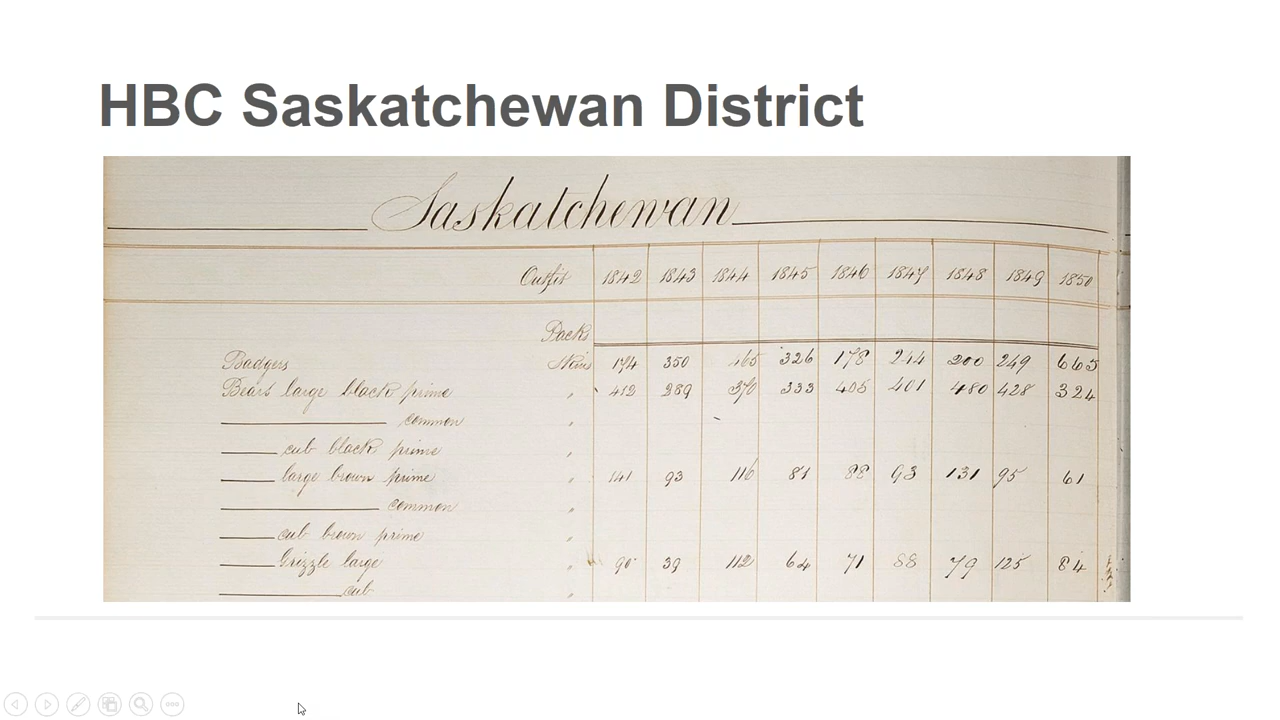 HBC Saskatchewan District
Saskatchewan
Outfit 1842 1843 1844 1845 1846 1847 1848 1849 1850
Packs
Badgers Skins 174 350 465 326 178 244 200 249 665
Bears large black prime " 412 289 370 333 405 401 480 428 324
common "
cub black prime "
large brown prime " 141 93 116 81 88 93 131 95 61
common "
cub brown prime "
Grizzle large " 90 39 112 64 71 88 79 125 84
cub "